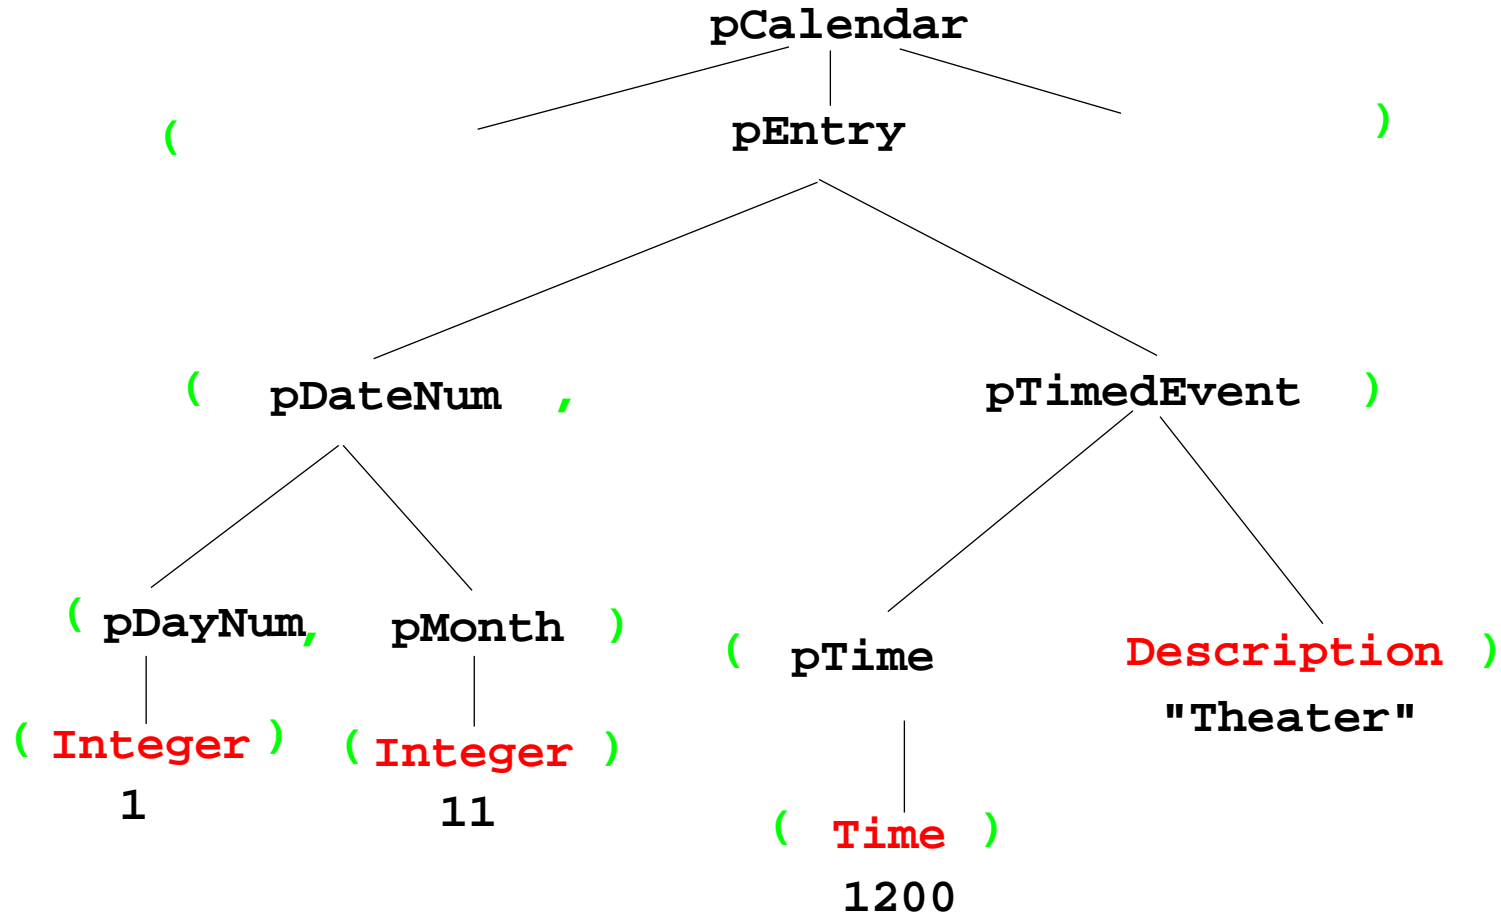 pCalendar
( pEntry )
( pDateNum , pTimedEvent )
( pDayNum, pMonth ) ( pTime Description )
"Theater"
( Integer ) ( Integer )
1 11
( Time )
1200